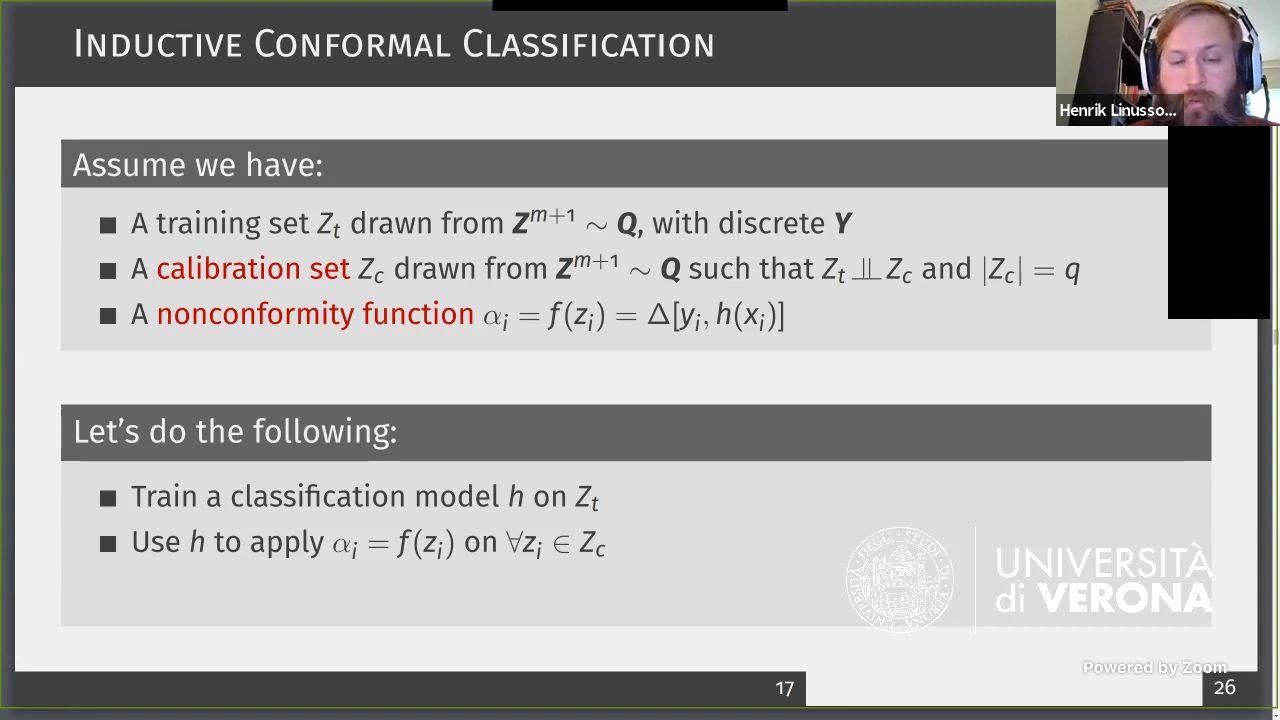 INDUCTIVE CONFORMAL CLASSIFICATION
Henrik Linusso...
Assume we have:
■ A training set Z_t drawn from Z^{m+1} ∼ Q, with discrete Y
■ A calibration set Z_c drawn from Z^{m+1} ∼ Q such that Z_t ⫫ Z_c and |Z_c| = q
■ A nonconformity function α_i = f(z_i) = Δ[y_i, h(x_i)]
Let's do the following:
■ Train a classification model h on Z_t
■ Use h to apply α_i = f(z_i) on ∀z_i ∈ Z_c
UNIVERSITÀ
di VERONA
Powered by Zoom
17
26